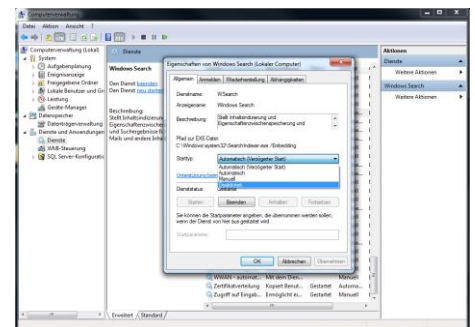 Computerverwaltung
Datei Aktion Ansicht ?
Computerverwaltung (Lokal)
System
Aufgabenplanung
Ereignisanzeige
Freigegebene Ordner
Lokale Benutzer und Gr
Leistung
Geräte-Manager
Datenspeicher
Datenträgerverwaltung
Dienste und Anwendungen
Dienste
WMI-Steuerung
SQL Server-Konfiguratio
Dienste
Windows Search
Den Dienst beenden
Den Dienst neu starten
Beschreibung:
Stellt Inhaltsindizierung
Eigenschaftenzwische
und Suchergebnisse f
Mails und andere Inhal
Eigenschaften von Windows Search (Lokaler Computer)
Allgemein Anmelden Wiederherstellung Abhängigkeiten
Dienstname: WSearch
Anzeigename: Windows Search
Beschreibung: Stellt Inhaltsindizierung und
Eigenschaftenzwischenspeicherung und
Pfad zur EXE-Datei:
C:\Windows\system32\SearchIndexer.exe /Embedding
Starttyp: Automatisch (Verzögerter Start)
Automatisch (Verzögerter Start)
Automatisch
Manuell
Deaktiviert
Dienststatus: Gestartet
Starten Beenden Anhalten Fortsetzen
Sie können die Startparameter angeben, die übernommen werden sollen,
wenn der Dienst von hier aus gestartet wird.
Startparameter:
OK Abbrechen Übernehmen
WWAN - automat... Mit dem Dien... Manuell
Zertifikatverteilung Kopiert Benut... Gestartet Automa...
Zugriff auf Eingab... Ermöglicht ei... Gestartet Manuell
Erweitert Standard
Aktionen
Dienste
Weitere Aktionen
Windows Search
Weitere Aktionen